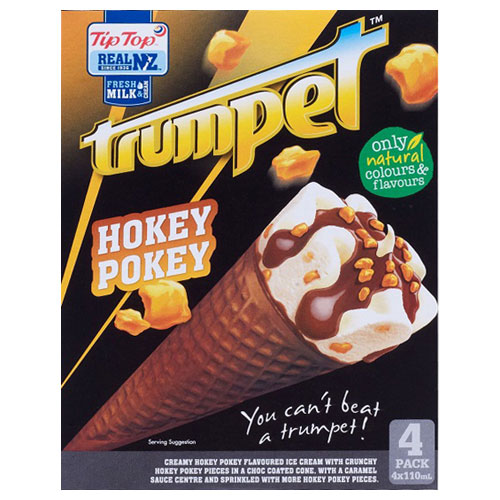 Tip Top
REAL NZ
SINCE 1936
FRESH
MILK & CREAM
trumpet™
only
natural
colours &
flavours
HOKEY
POKEY
You can't beat
a trumpet!
Serving Suggestion
4
PACK
4x110mL
CREAMY HOKEY POKEY FLAVOURED ICE CREAM WITH CRUNCHY
HOKEY POKEY PIECES IN A CHOC COATED CONE, WITH A CARAMEL
SAUCE CENTRE AND SPRINKLED WITH MORE HOKEY POKEY PIECES.